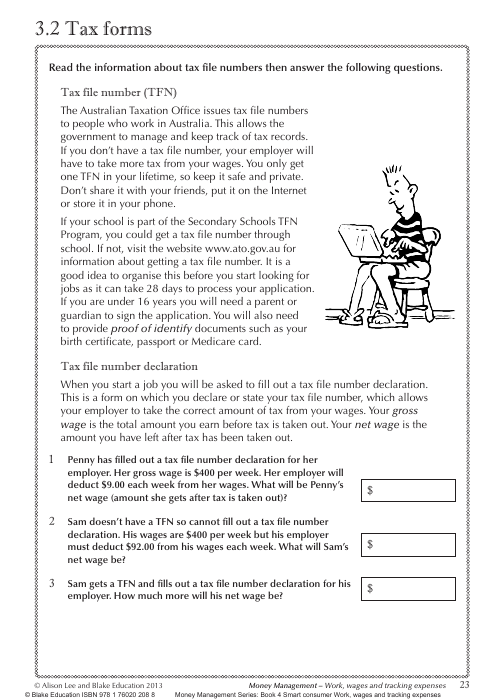 3.2 Tax forms
Read the information about tax file numbers then answer the following questions.
Tax file number (TFN)
The Australian Taxation Office issues tax file numbers
to people who work in Australia. This allows the
government to manage and keep track of tax records.
If you don't have a tax file number, your employer will
have to take more tax from your wages. You only get
one TFN in your lifetime, so keep it safe and private.
Don't share it with your friends, put it on the Internet
or store it in your phone.
If your school is part of the Secondary Schools TFN
Program, you could get a tax file number through
school. If not, visit the website www.ato.gov.au for
information about getting a tax file number. It is a
good idea to organise this before you start looking for
jobs as it can take 28 days to process your application.
If you are under 16 years you will need a parent or
guardian to sign the application. You will also need
to provide proof of identify documents such as your
birth certificate, passport or Medicare card.
Tax file number declaration
When you start a job you will be asked to fill out a tax file number declaration.
This is a form on which you declare or state your tax file number, which allows
your employer to take the correct amount of tax from your wages. Your gross
wage is the total amount you earn before tax is taken out. Your net wage is the
amount you have left after tax has been taken out.
1 Penny has filled out a tax file number declaration for her
employer. Her gross wage is $400 per week. Her employer will
deduct $9.00 each week from her wages. What will be Penny's
net wage (amount she gets after tax is taken out)?
$
2 Sam doesn't have a TFN so cannot fill out a tax file number
declaration. His wages are $400 per week but his employer
must deduct $92.00 from his wages each week. What will Sam's
net wage be?
$
3 Sam gets a TFN and fills out a tax file number declaration for his
employer. How much more will his net wage be?
$
© Alison Lee and Blake Education 2013 Money Management – Work, wages and tracking expenses 23
© Blake Education ISBN 978 1 76020 208 8 Money Management Series: Book 4 Smart consumer Work, wages and tracking expenses